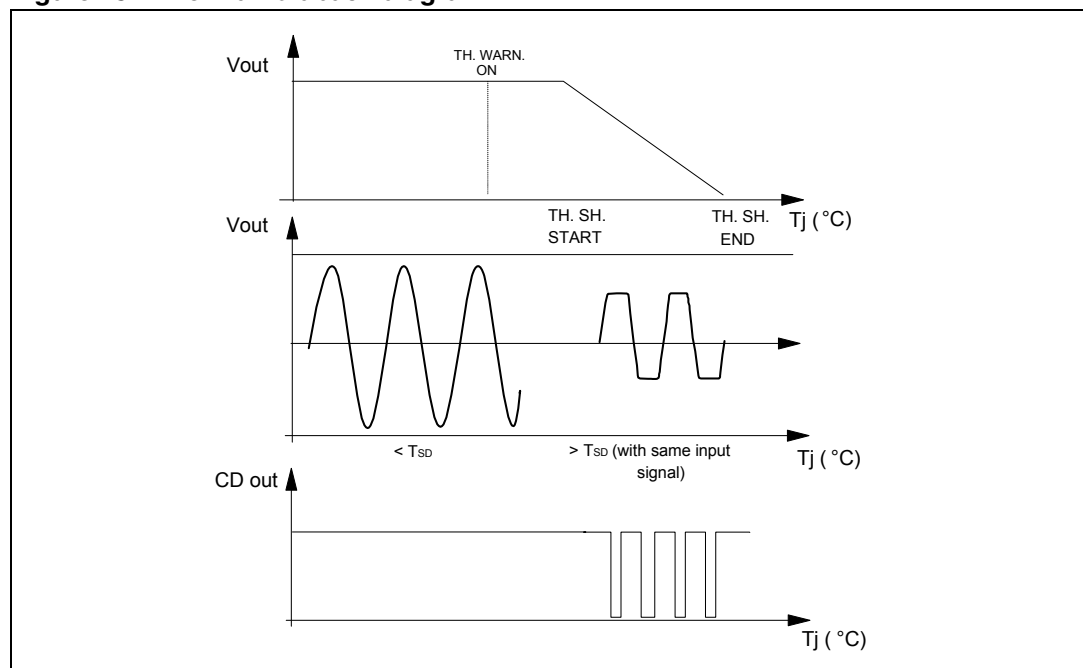 Vout
TH. WARN.
ON
Tj ( °C)
TH. SH.
START
TH. SH.
END
Vout
< TSD
> TSD (with same input
signal)
Tj ( °C)
CD out
Tj ( °C)